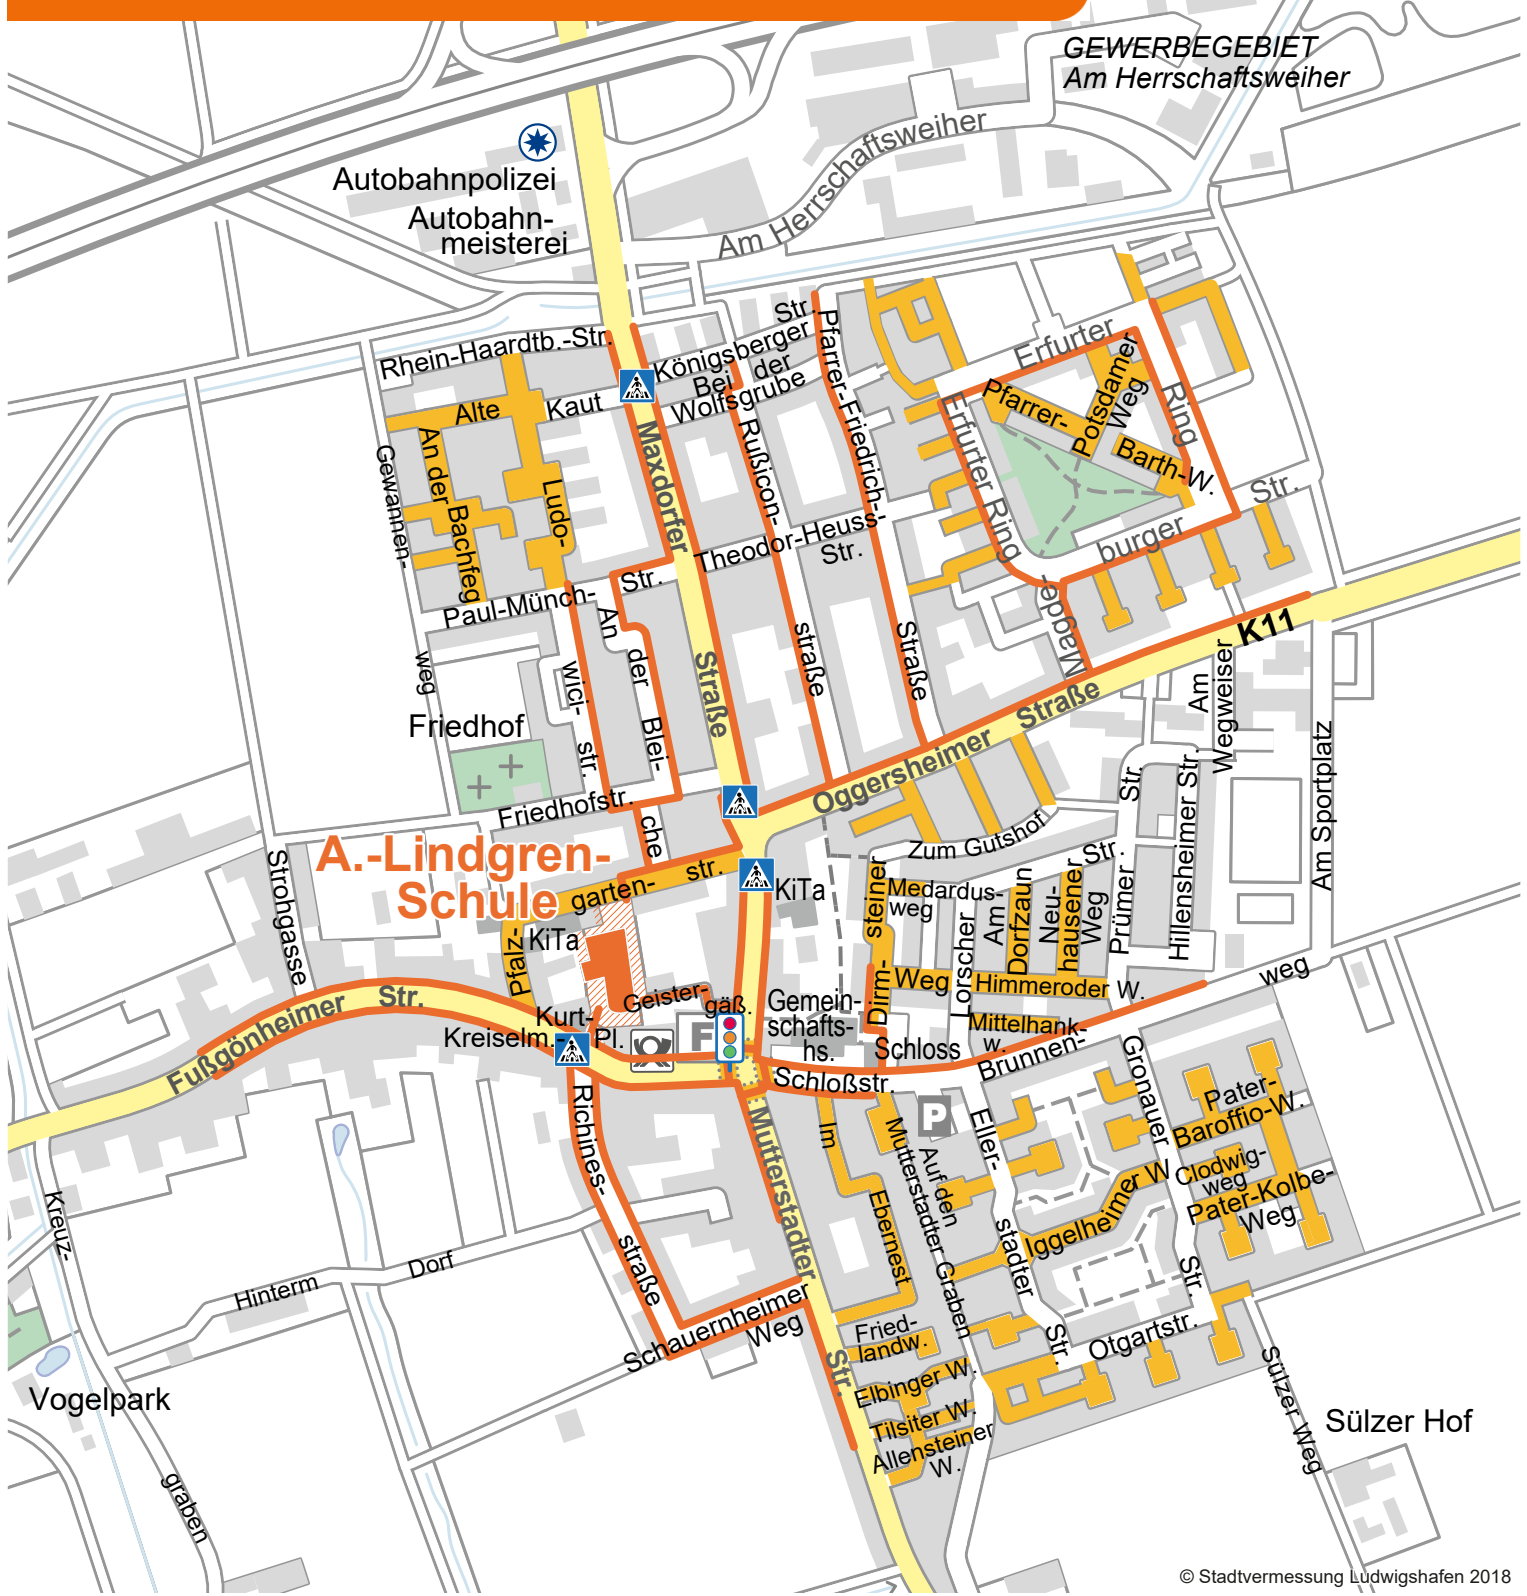 GEWERBEGEBIET
Am Herrschaftsweiher
Am Herrschaftsweiher
Autobahnpolizei
Autobahn-
meisterei
Rhein-Haardtb.-Str.
Königsberger
Str.
Bei der
Wolfsgrube
Alte
Kaut
An der
Bachfeg
Gewannen-
weg
Ludo-
wici-
str.
Maxdorfer
Straße
Rußicon-
straße
Pfarrer-Friedrich-
Straße
Theodor-Heuss-
Str.
Erfurter
Ring
Erfurter Ring
Pfarrer-
Barth-W.
Potsdamer
Weg
Magde-
burger
Str.
Paul-Münch-
Str.
An
der
Blei-
che
Friedhof
Friedhofstr.
K11
Oggersheimer
Straße
Am
Wegweiser
Am Sportplatz
Zum Gutshof
Prümer
Str.
Hillensheimer Str.
A.-Lindgren-
Schule
Pfalz-
garten-
str.
KiTa
KiTa
Strohgasse
Dirm-
steiner
Weg
Medardus-
weg
Lorscher
Str.
Am
Dorfzaun
Neu-
hausener
Weg
Himmeroder W.
Mittelhank-
w.
Brunnen-
weg
Fußgönheimer
Str.
Kurt-
Kreiselm.-
Pl.
Geister-
gäß.
F
Gemein-
schafts-
hs.
Schloss
Schloßstr.
P
Richines-
straße
Mutterstadter
Str.
Im
Ebernest
Mutterstadter Graben
Auf den
Eller-
stadter
Str.
Gronauer
Str.
Pater-
Baroffio-W.
Clodwig-
weg
Pater-Kolbe-
Weg
Iggelheimer W.
Otgartstr.
Kreuz-
graben
Hinterm
Dorf
Schauernheimer
Weg
Fried-
landw.
Elbinger W.
Tilsiter W.
Allensteiner
W.
Vogelpark
Sülzer Weg
Sülzer Hof
© Stadtvermessung Ludwigshafen 2018